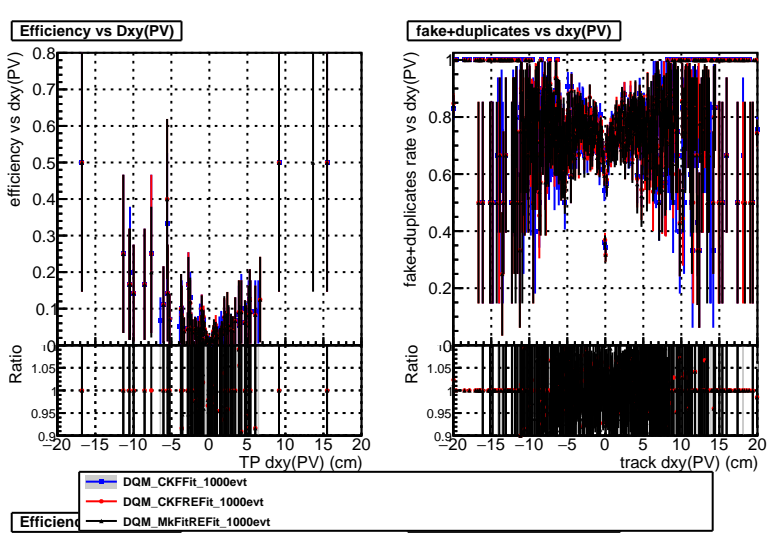 Efficiency vs Dxy(PV)
efficiency vs dxy(PV)
0.8
0.7
0.6
0.5
0.4
0.3
0.2
0.1
0
Ratio
1.05
1
0.95
0.9
−20 −15 −10 −5 0 5 10 15 20
TP dxy(PV) (cm)
fake+duplicates vs dxy(PV)
fake+duplicates rate vs dxy(PV)
1
0.8
0.6
0.4
0.2
0
Ratio
1.05
1
0.95
0.9
−20 −15 −10 −5 0 5 10 15 20
track dxy(PV) (cm)
DQM_CKFFit_1000evt
DQM_CKFREFit_1000evt
DQM_MkFitREFit_1000evt